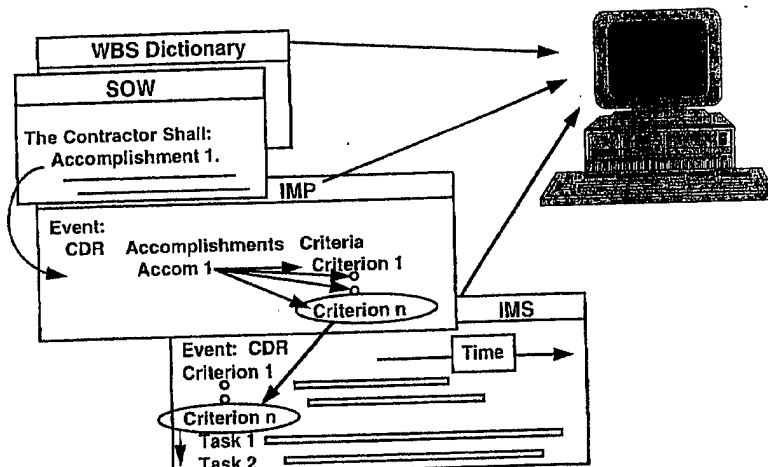 WBS Dictionary
SOW
The Contractor Shall:
Accomplishment 1.
IMP
Event:
CDR Accomplishments Criteria
Accom 1 Criterion 1
Criterion n
IMS
Event: CDR
Time
Criterion 1
Criterion n
Task 1
Task 2